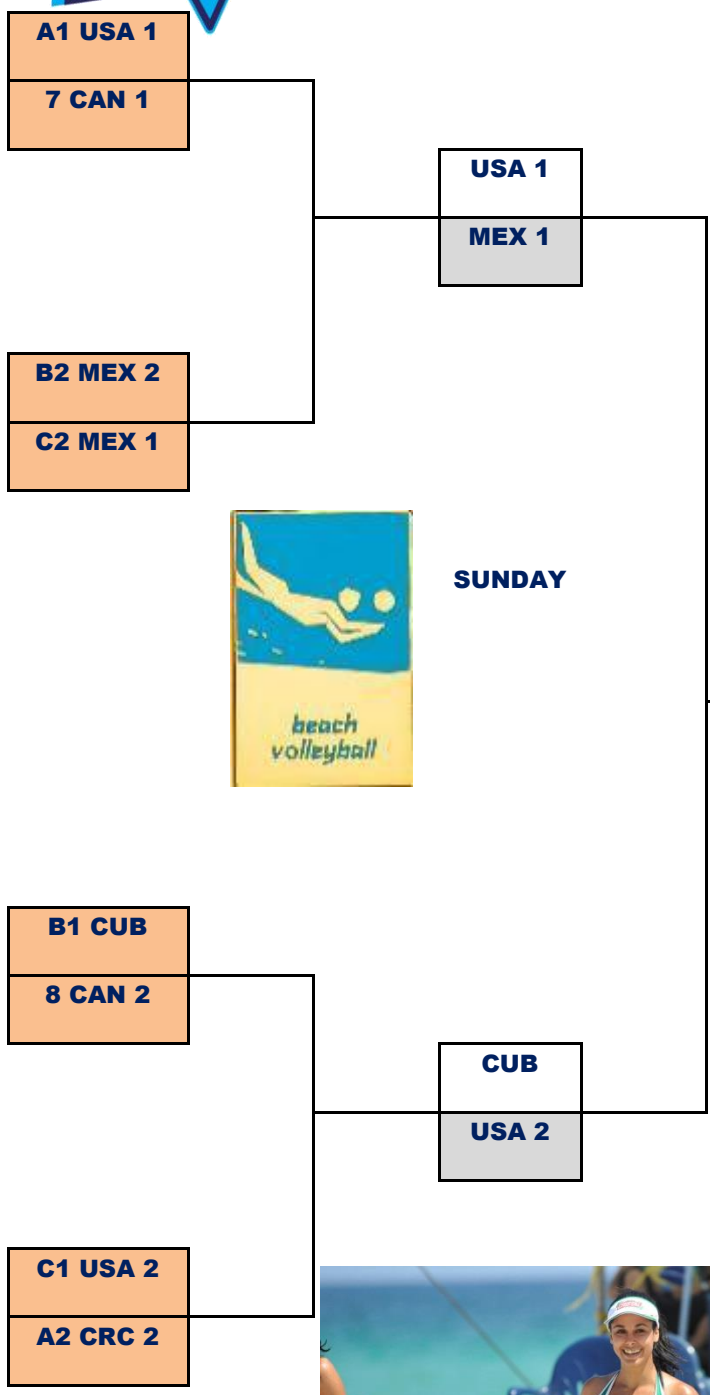 A1 USA 1
7 CAN 1
USA 1
MEX 1
B2 MEX 2
C2 MEX 1
SUNDAY
beach
volleyball
B1 CUB
8 CAN 2
CUB
USA 2
C1 USA 2
A2 CRC 2